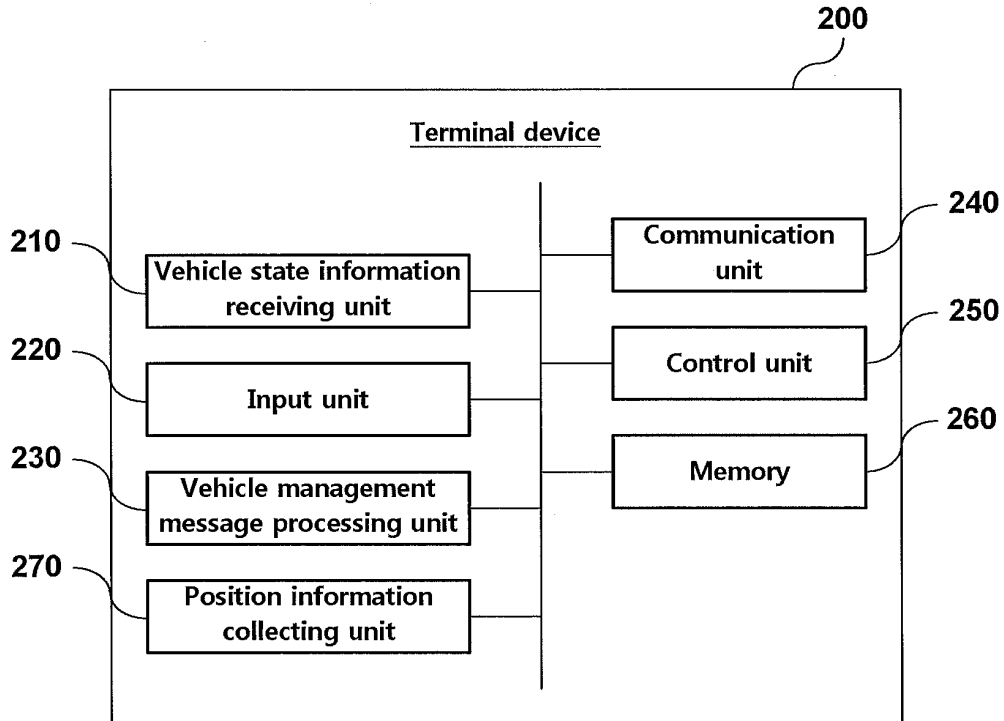 200
Terminal device
210
Vehicle state information
receiving unit
220
Input unit
230
Vehicle management
message processing unit
270
Position information
collecting unit
240
Communication
unit
250
Control unit
260
Memory